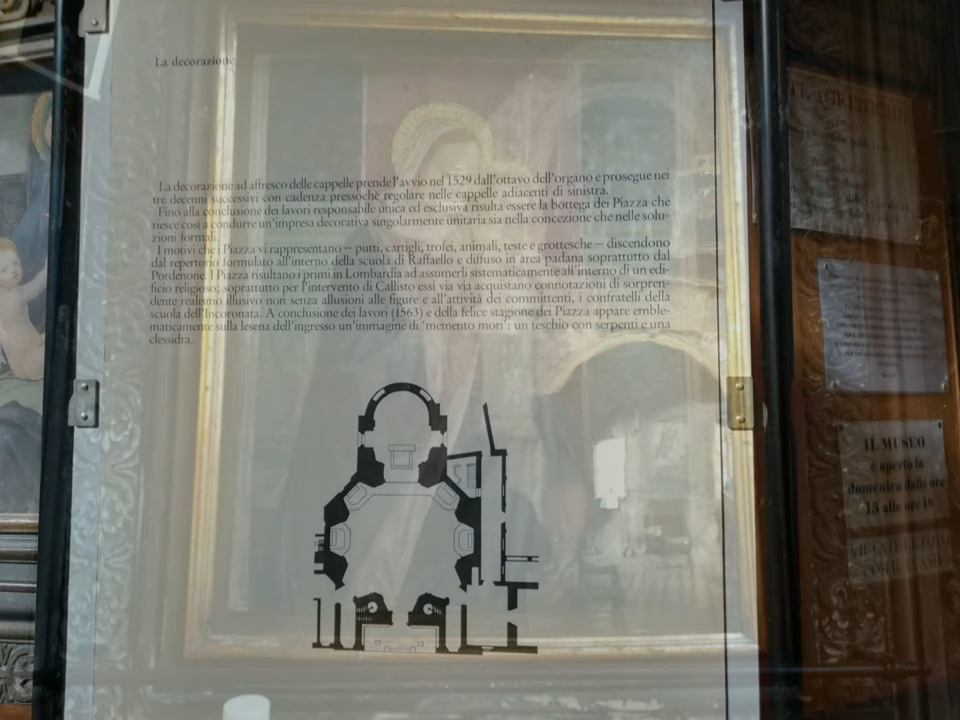 La decorazione
La decorazione ad affresco delle cappelle prende l'avvio nel 1529 dall'ottavo dell'organo e prosegue nei
tre decenni successivi con cadenza pressoché regolare nelle cappelle adiacenti di sinistra.
Fino alla conclusione dei lavori responsabile unica ed esclusiva risulta essere la bottega dei Piazza che
riesce così a condurre un'impresa decorativa singolarmente unitaria sia nella concezione che nelle solu-
zioni formali.
I motivi che i Piazza vi rappresentano — putti, cartigli, trofei, animali, teste e grottesche — discendono
dal repertorio formulato all'interno della scuola di Raffaello e diffuso in area padana soprattutto dal
Pordenone. I Piazza risultano i primi in Lombardia ad assumerli sistematicamente all'interno di un edi-
ficio religioso; soprattutto per l'intervento di Callisto essi via via acquistano connotazioni di sorpren-
dente realismo illusivo non senza allusioni alle figure e all'attività dei committenti, i confratelli della
scuola dell'Incoronata. A conclusione dei lavori (1563) e della felice stagione dei Piazza appare emble-
maticamente sulla lesena dell'ingresso un'immagine di 'memento mori': un teschio con serpenti e una
clessidra.
IL MUSEO
è aperto la
domenica dalle ore
15 alle ore 18